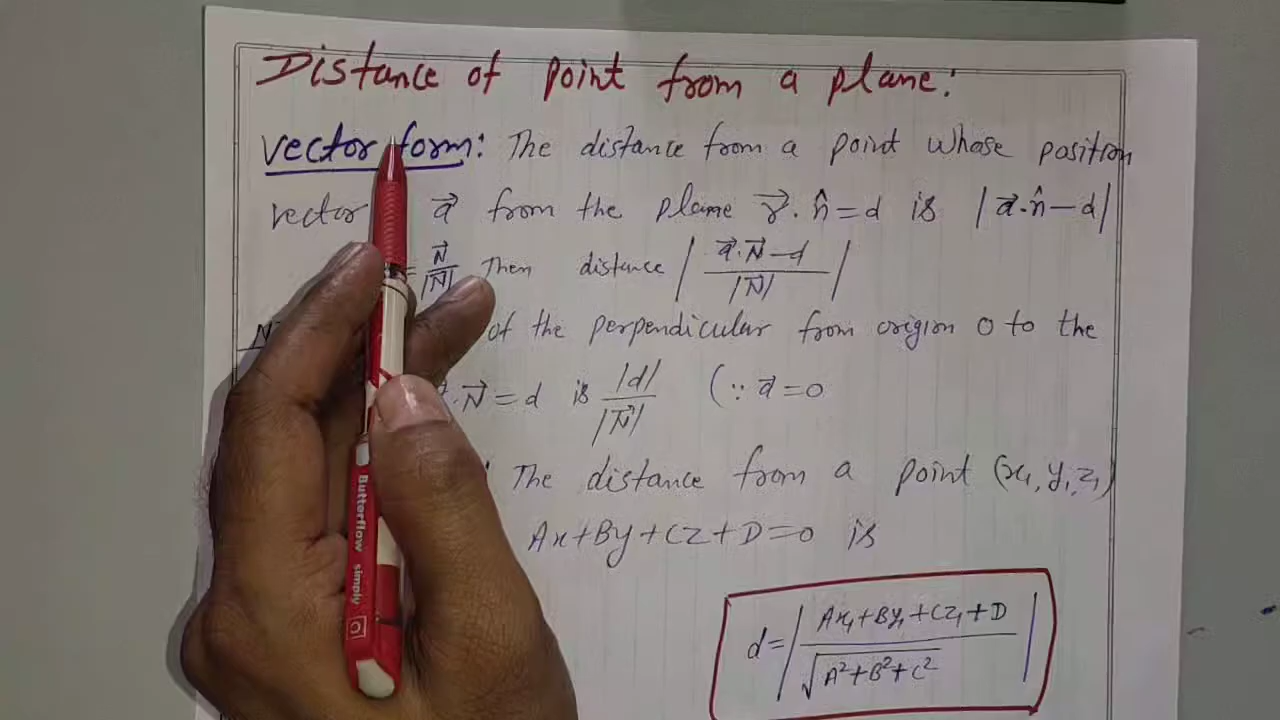 Distance of point from a plane:
vector form: The distance from a point whose position
vector a⃗ from the plane r⃗. n̂ = d is |a⃗.n̂ - d|
= N⃗/|N⃗| Then distance |(a⃗.N⃗ - d)/|N⃗||
of the perpendicular from origion O to the
.N⃗ = d is |d|/|N⃗| (∵ a⃗ = 0
The distance from a point (x₁, y₁, z₁)
Ax+By+Cz+D=0 is
d = |(Ax₁+By₁+Cz₁+D)/√(A²+B²+C²)|
Butterflow simply